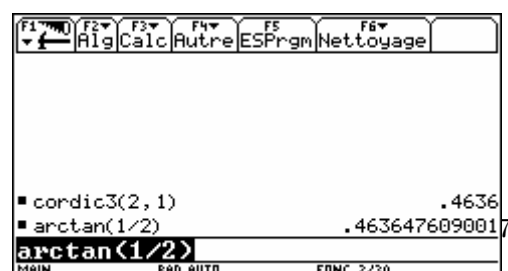 F1 F2 Alg F3 Calc F4 Autre F5 ESPrgm F6 Nettoyage
cordic3(2,1) .4636
arctan(1/2) .4636476090017
arctan(1/2)
MAIN RAD AUTO FONC 2/30